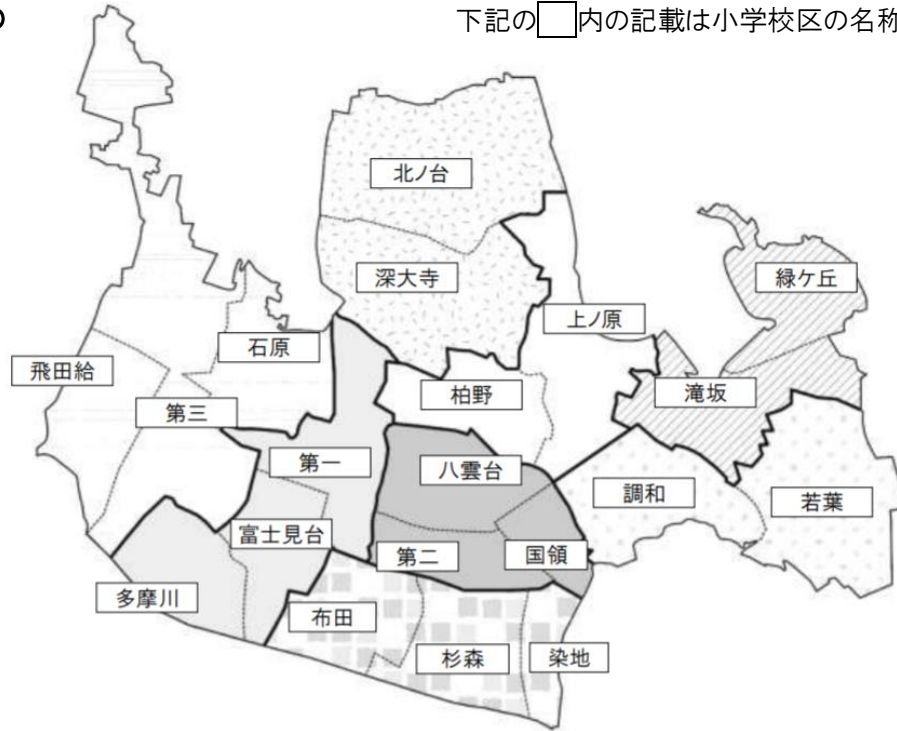 下記の 内の記載は小学校区の名称
北ノ台
深大寺
緑ケ丘
上ノ原
石原
飛田給
柏野
滝坂
第三
第一
八雲台
調和
若葉
富士見台
第二
国領
多摩川
布田
杉森
染地